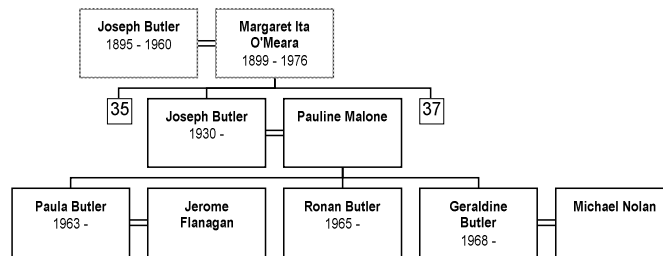 Joseph Butler
1895 - 1960
Margaret Ita
O'Meara
1899 - 1976
35
Joseph Butler
1930 -
Pauline Malone
37
Paula Butler
1963 -
Jerome
Flanagan
Ronan Butler
1965 -
Geraldine
Butler
1968 -
Michael Nolan